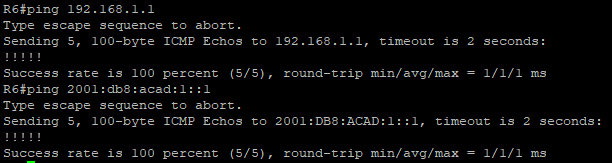 R6#ping 192.168.1.1
Type escape sequence to abort.
Sending 5, 100-byte ICMP Echos to 192.168.1.1, timeout is 2 seconds:
!!!!!
Success rate is 100 percent (5/5), round-trip min/avg/max = 1/1/1 ms
R6#ping 2001:db8:acad:1::1
Type escape sequence to abort.
Sending 5, 100-byte ICMP Echos to 2001:DB8:ACAD:1::1, timeout is 2 seconds:
!!!!!
Success rate is 100 percent (5/5), round-trip min/avg/max = 1/1/1 ms